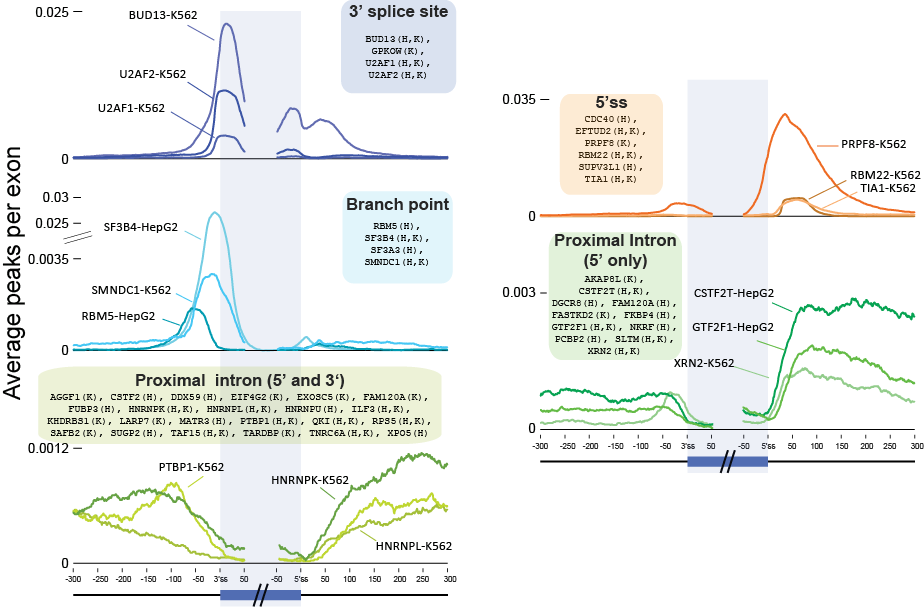 Average peaks per exon
0.025
0
BUD13-K562
U2AF2-K562
U2AF1-K562
3' splice site
BUD13(H,K),
GPKOW(K),
U2AF1(H,K),
U2AF2(H,K)
0.03
0.025
0.0035
0
SF3B4-HepG2
SMNDC1-K562
RBM5-HepG2
Branch point
RBM5(H),
SF3B4(H,K),
SF3A3(H),
SMNDC1(H,K)
Proximal intron (5' and 3')
AGGF1(K), CSTF2(H), DDX59(H), EIF4G2(K), EXOSC5(K), FAM120A(K),
FUBP3(H), HNRNPK(H,K), HNRNPL(H,K), HNRNPU(H), ILF3(H,K),
KHDRBS1(K), LARP7(K), MATR3(H), PTBP1(H,K), QKI(H,K), RPS5(H,K),
SAFB2(K), SUGP2(H), TAF15(H,K), TARDBP(K), TNRC6A(H,K), XPO5(H)
0.0012
0
PTBP1-K562
HNRNPK-K562
HNRNPL-K562
-300 -250 -200 -150 -100 -50 3'ss 50 -50 5'ss 50 100 150 200 250 300
0.035
0
5'ss
CDC40(H),
EFTUD2(H,K),
PRPF8(K),
RBM22(H,K),
SUPV3L1(H),
TIA1(H,K)
PRPF8-K562
RBM22-K562
TIA1-K562
Proximal Intron
(5' only)
AKAP8L(K),
CSTF2T(H,K),
DGCR8(H), FAM120A(H),
FASTKD2(K), FKBP4(H),
GTF2F1(H,K), NKRF(H),
PCBP2(H), SLTM(H,K),
XRN2(H,K)
0.003
0
CSTF2T-HepG2
GTF2F1-HepG2
XRN2-K562
-300 -250 -200 -150 -100 -50 3'ss 50 -50 5'ss 50 100 150 200 250 300